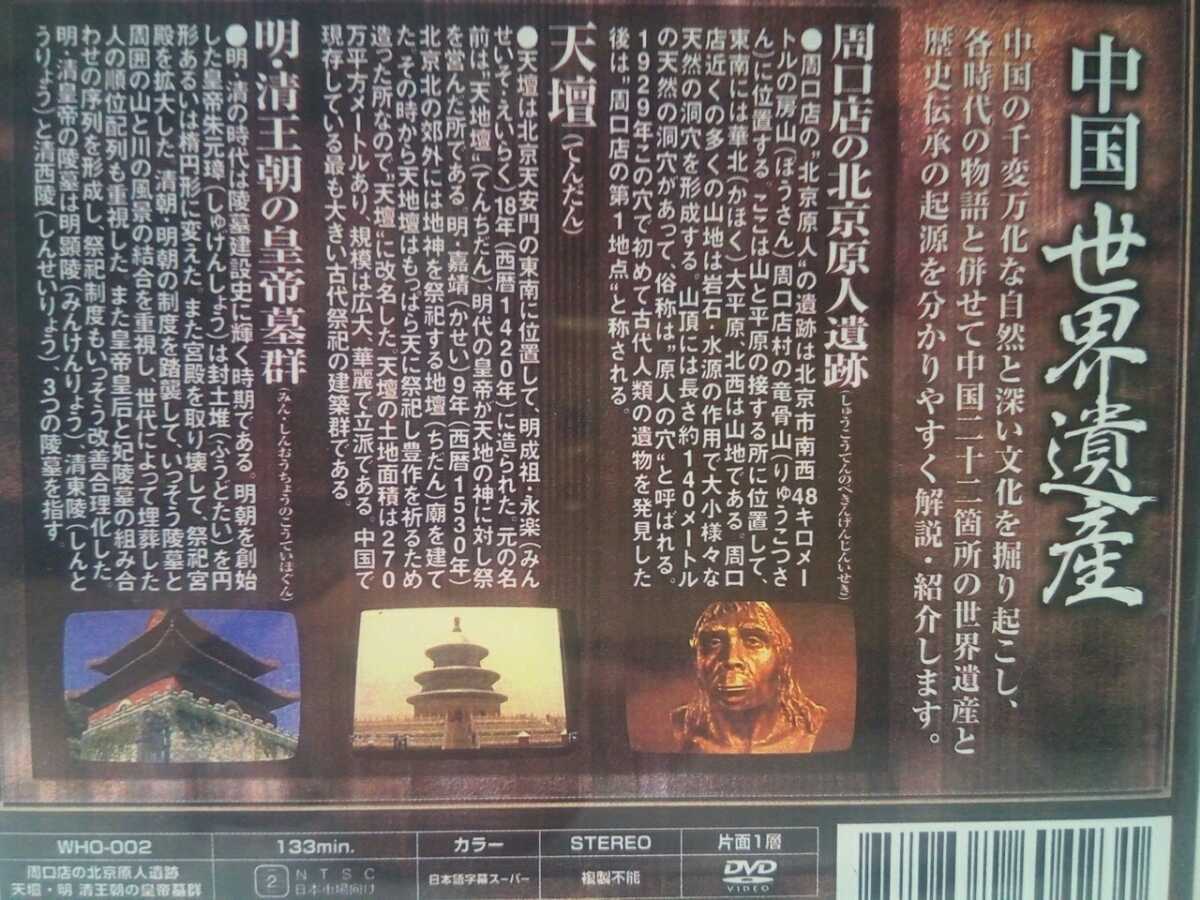 中国世界遺産
中国の千変万化な自然と深い文化を掘り起こし、
各時代の物語と併せて中国二十二箇所の世界遺産と
歴史伝承の起源を分かりやすく解説・紹介します。
周口店の北京原人遺跡(しゅうこうてんのぺきんげんじんいせき)
●周口店の"北京原人"の遺跡は北京市南西48キロメー
トルの房山(ぼうさん)周口店村の竜骨山(りゅうこつさ
ん)に位置する。ここは山と平原の接する所に位置して、
東南には華北(かほく)大平原、北西は山地である。周口
店近くの多くの山地は岩石・水源の作用で大小様々な
天然の洞穴を形成する。山頂には長さ約140メートル
の天然の洞穴があって、俗称は"原人の穴"と呼ばれる。
1929年この穴で初めて古代人類の遺物を発見した
後は、"周口店の第1地点"と称される。
天壇(てんだん)
●天壇は北京天安門の東南に位置して、明成祖・永楽(みん
せいそえいらく)18年(西暦1420年)に造られた。元の名
前は、"天地壇"(てんちだん)、明代の皇帝が天地の神に対し祭
を営んだ所である。明・嘉靖(かせい)9年(西暦1530年)
北京北の郊外には地神を祭祀する地壇(ちだん)廟を建て
た。その時から天地壇はもっぱら天に祭祀し豊作を祈るため
造った所なので、"天壇"に改名した。天壇の土地面積は270
万平方メートルあり、規模は広大、華麗で立派である。中国で
現存している最も大きい古代祭祀の建築群である。
明・清王朝の皇帝墓群(みん・しんおうちょうのこうていぼぐん)
●明・清の時代は陵墓建設史に輝く時期である。明朝を創始
した皇帝朱元璋(しゅげんしょう)は封土堆(ふうどたい)を円
形あるいは楕円形に変えた。また宮殿を取り壊して、祭祀宮
殿を拡大した。清朝・明朝の制度を踏襲して、いっそう陵墓と
周囲の山と川の風景の結合を重視し、世代によって埋葬した
人の順位配列も重視した。また皇帝皇后と妃陵墓の組み合
わせの序列を形成し、祭祀制度もいっそう改善合理化した。
明・清皇帝の陵墓は明顕陵(みんけんりょう)、清東陵(しんと
うりょう)と清西陵(しんせいりょう)、3つの陵墓を指す。
WHO-002 133min. カラー STEREO 片面1層
周口店の北京原人遺跡
天壇・明 清王朝の皇帝墓群
2 NTSC
日本市場向け
日本語字幕スーパー
複製不能
DVD
VIDEO